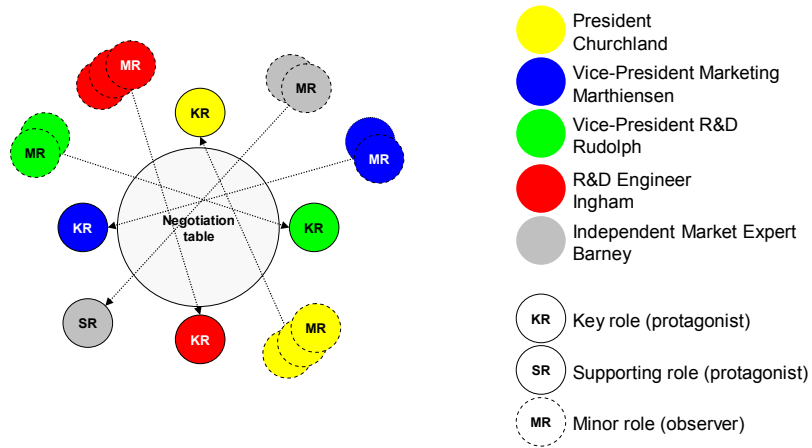 MR
MR
KR
MR
MR
Negotiation
table
KR
KR
SR
KR
MR
President
Churchland
Vice-President Marketing
Marthiensen
Vice-President R&D
Rudolph
R&D Engineer
Ingham
Independent Market Expert
Barney
KR
Key role (protagonist)
SR
Supporting role (protagonist)
MR
Minor role (observer)